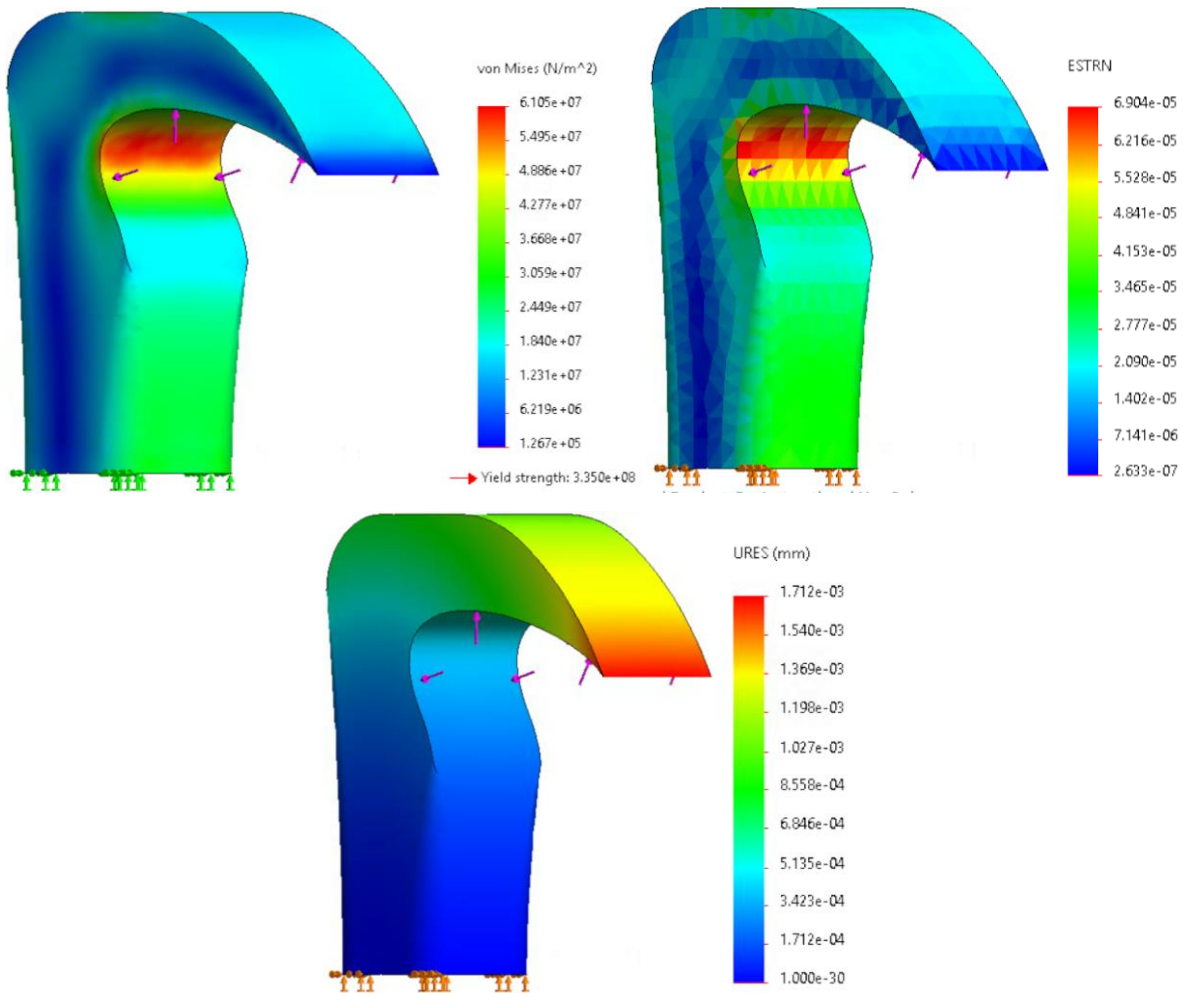 von Mises (N/m^2)
6.105e+07
5.495e+07
4.886e+07
4.277e+07
3.668e+07
3.059e+07
2.449e+07
1.840e+07
1.231e+07
6.219e+06
1.267e+05
Yield strength: 3.350e+08
ESTRN
6.904e-05
6.216e-05
5.528e-05
4.841e-05
4.153e-05
3.465e-05
2.777e-05
2.090e-05
1.402e-05
7.141e-06
2.633e-07
URES (mm)
1.712e-03
1.540e-03
1.369e-03
1.198e-03
1.027e-03
8.558e-04
6.846e-04
5.135e-04
3.423e-04
1.712e-04
1.000e-30